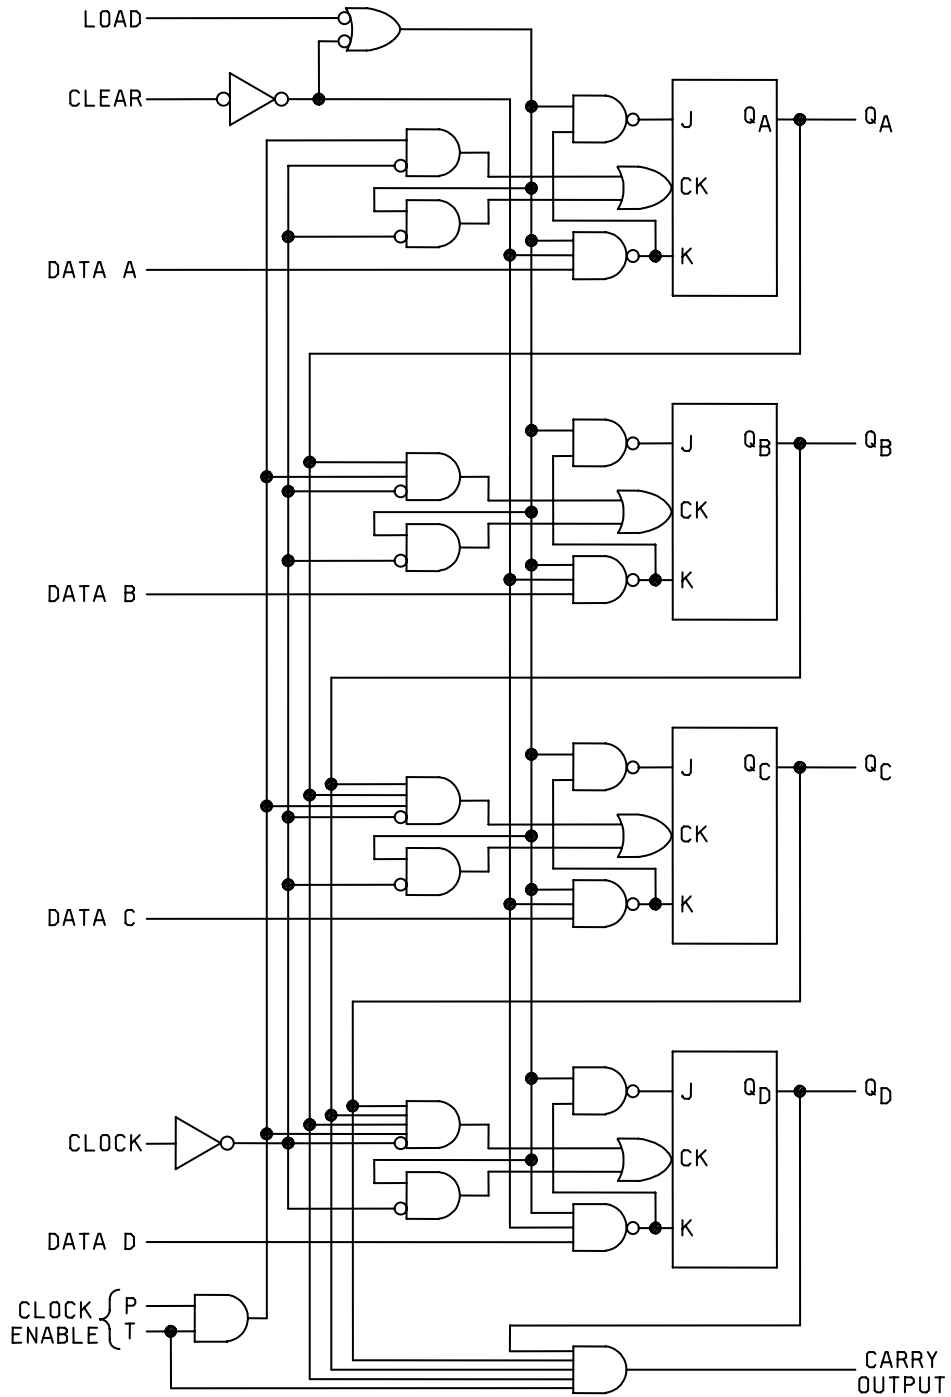 LOAD
CLEAR
J QA QA
CK
DATA A K
J QB QB
CK
DATA B K
J QC QC
CK
DATA C K
J QD QD
CLOCK CK
DATA D K
CLOCK ENABLE { P T
CARRY OUTPUT